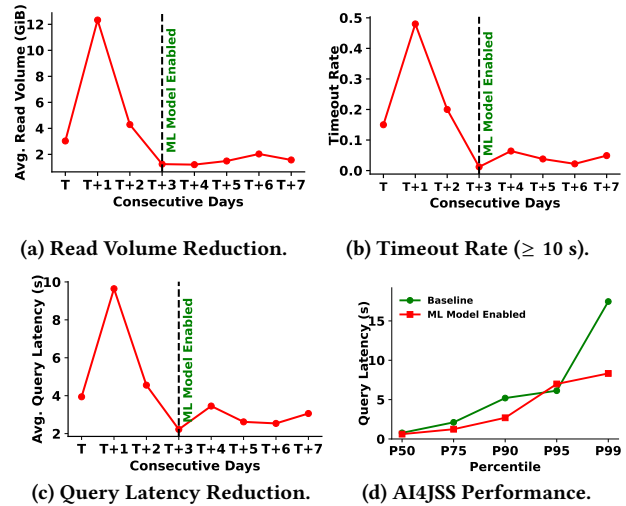 Avg. Read Volume (GiB)
12
10
8
6
4
2
ML Model Enabled
T T+1 T+2 T+3 T+4 T+5 T+6 T+7
Consecutive Days
(a) Read Volume Reduction.
Timeout Rate
0.5
0.4
0.3
0.2
0.1
0.0
ML Model Enabled
T T+1 T+2 T+3 T+4 T+5 T+6 T+7
Consecutive Days
(b) Timeout Rate (≥ 10 s).
Avg. Query Latency (s)
10
8
6
4
2
ML Model Enabled
T T+1 T+2 T+3 T+4 T+5 T+6 T+7
Consecutive Days
(c) Query Latency Reduction.
Query Latency (s)
15
10
5
0
Baseline
ML Model Enabled
P50 P75 P90 P95 P99
Percentile
(d) AI4JSS Performance.